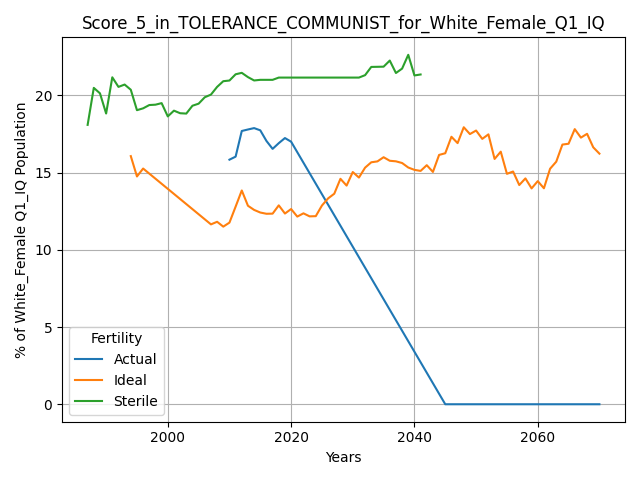 Score_5_in_TOLERANCE_COMMUNIST_for_White_Female_Q1_IQ
% of White_Female Q1_IQ Population
20
15
10
5
0
Fertility
Actual
Ideal
Sterile
2000
2020
2040
2060
Years